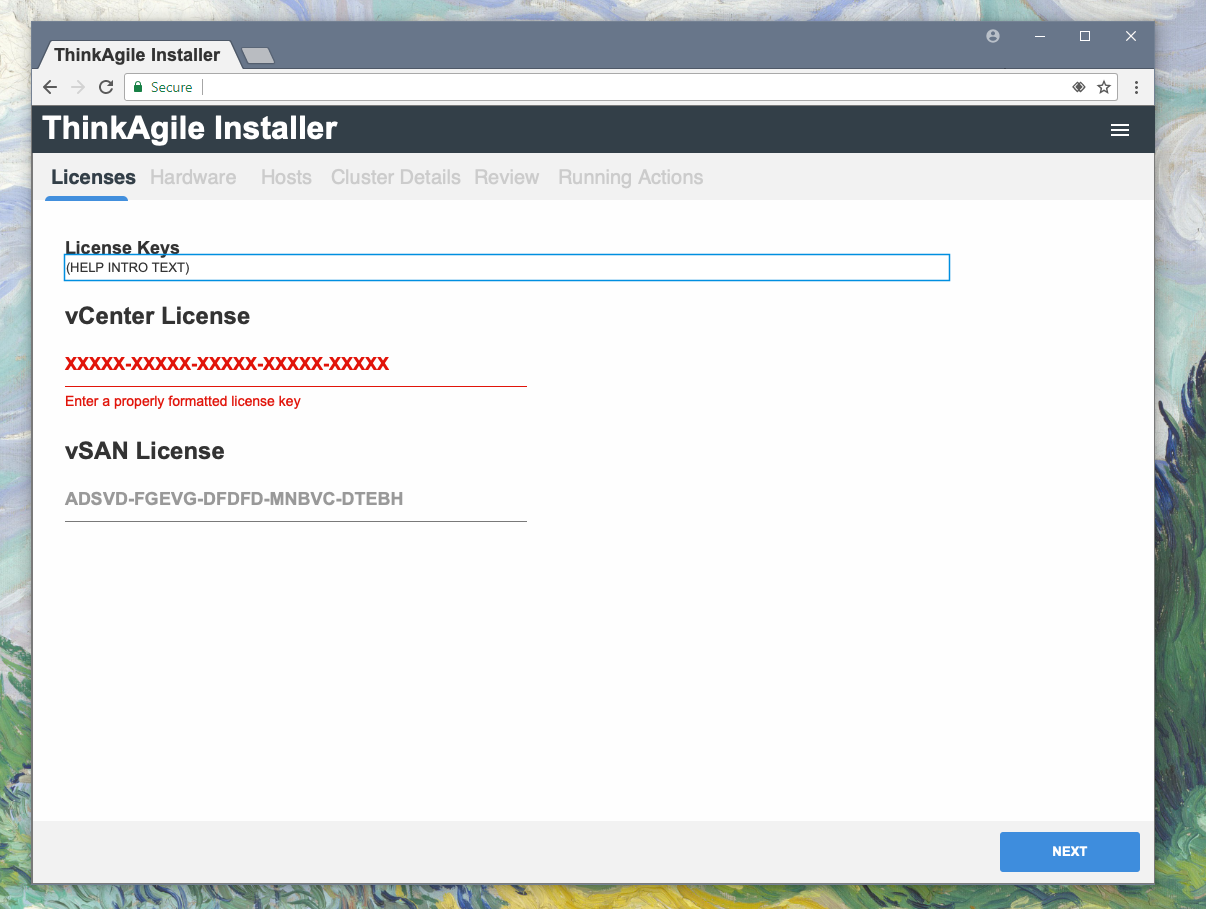 ThinkAgile Installer
Secure
ThinkAgile Installer
Licenses Hardware Hosts Cluster Details Review Running Actions
License Keys
(HELP INTRO TEXT)
vCenter License
XXXXX-XXXXX-XXXXX-XXXXX-XXXXX
Enter a properly formatted license key
vSAN License
ADSVD-FGEVG-DFDFD-MNBVC-DTEBH
NEXT